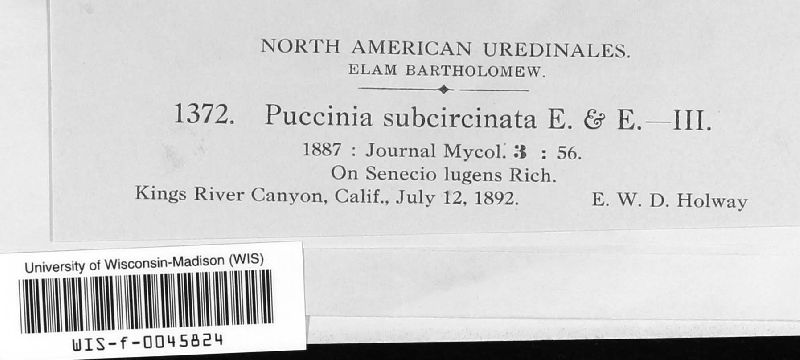 NORTH AMERICAN UREDINALES.
ELAM BARTHOLOMEW.
1372. Puccinia subcircinata E. & E.—III.
1887 : Journal Mycol. 3 : 56.
On Senecio lugens Rich.
Kings River Canyon, Calif., July 12, 1892. E. W. D. Holway
University of Wisconsin-Madison (WIS)
WIS-f-0045824